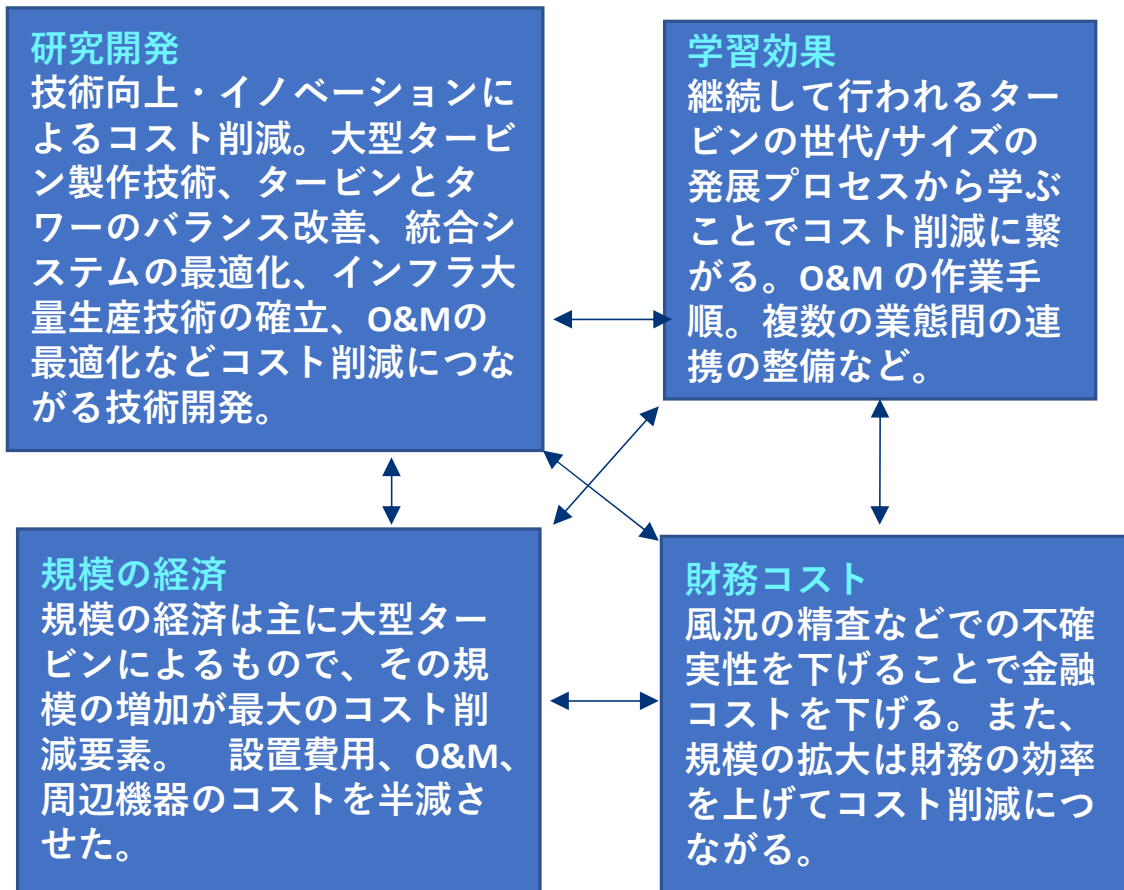 研究開発
技術向上・イノベーションに
よるコスト削減。大型タービ
ン製作技術、タービンとタ
ワーのバランス改善、統合シ
ステムの最適化、インフラ大
量生産技術の確立、O&Mの
最適化などコスト削減につな
がる技術開発。
学習効果
継続して行われるター
ビンの世代/サイズの
発展プロセスから学ぶ
ことでコスト削減に繋
がる。O&M の作業手
順。複数の業態間の連
携の整備など。
規模の経済
規模の経済は主に大型ター
ビンによるもので、その規
模の増加が最大のコスト削
減要素。　設置費用、O&M、
周辺機器のコストを半減さ
せた。
財務コスト
風況の精査などでの不確
実性を下げることで金融
コストを下げる。また、
規模の拡大は財務の効率
を上げてコスト削減につ
ながる。